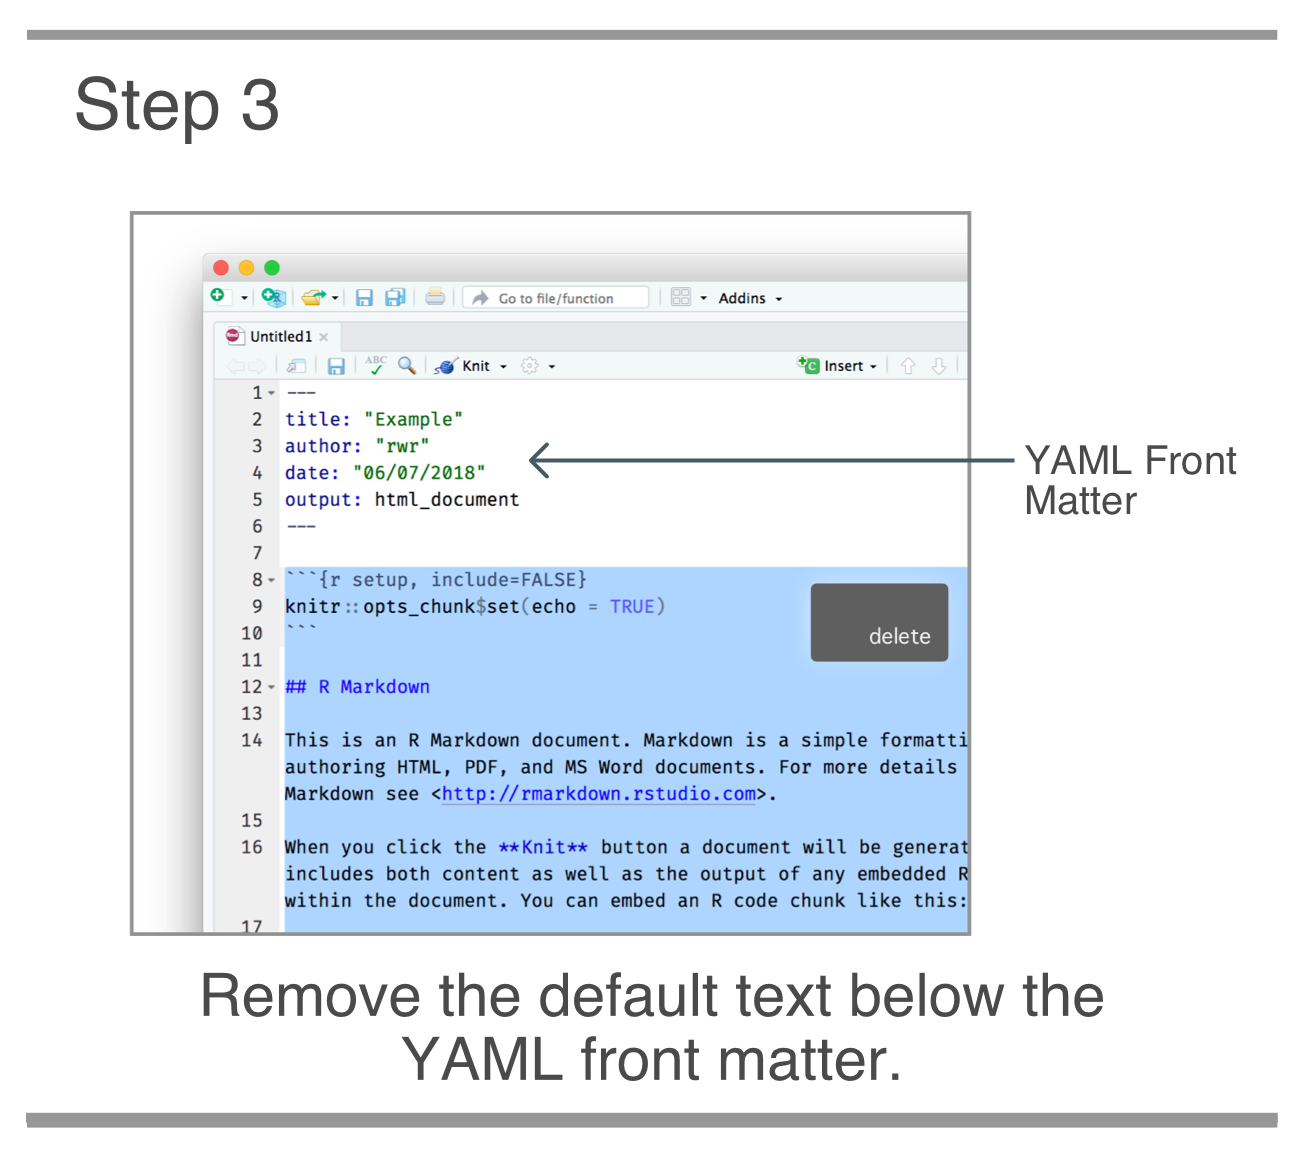 Step 3
Go to file/function
Addins
Untitled1
ABC
Knit
Insert
1 ---
2 title: "Example"
3 author: "rwr"
4 date: "06/07/2018"
5 output: html_document
6 ---
7
YAML Front
Matter
8 ```{r setup, include=FALSE}
9 knitr::opts_chunk$set(echo = TRUE)
10 ```
delete
11
12 ## R Markdown
13
14 This is an R Markdown document. Markdown is a simple formatti
authoring HTML, PDF, and MS Word documents. For more details
Markdown see <http://rmarkdown.rstudio.com>.
15
16 When you click the **Knit** button a document will be generat
includes both content as well as the output of any embedded R
within the document. You can embed an R code chunk like this:
17
Remove the default text below the
YAML front matter.